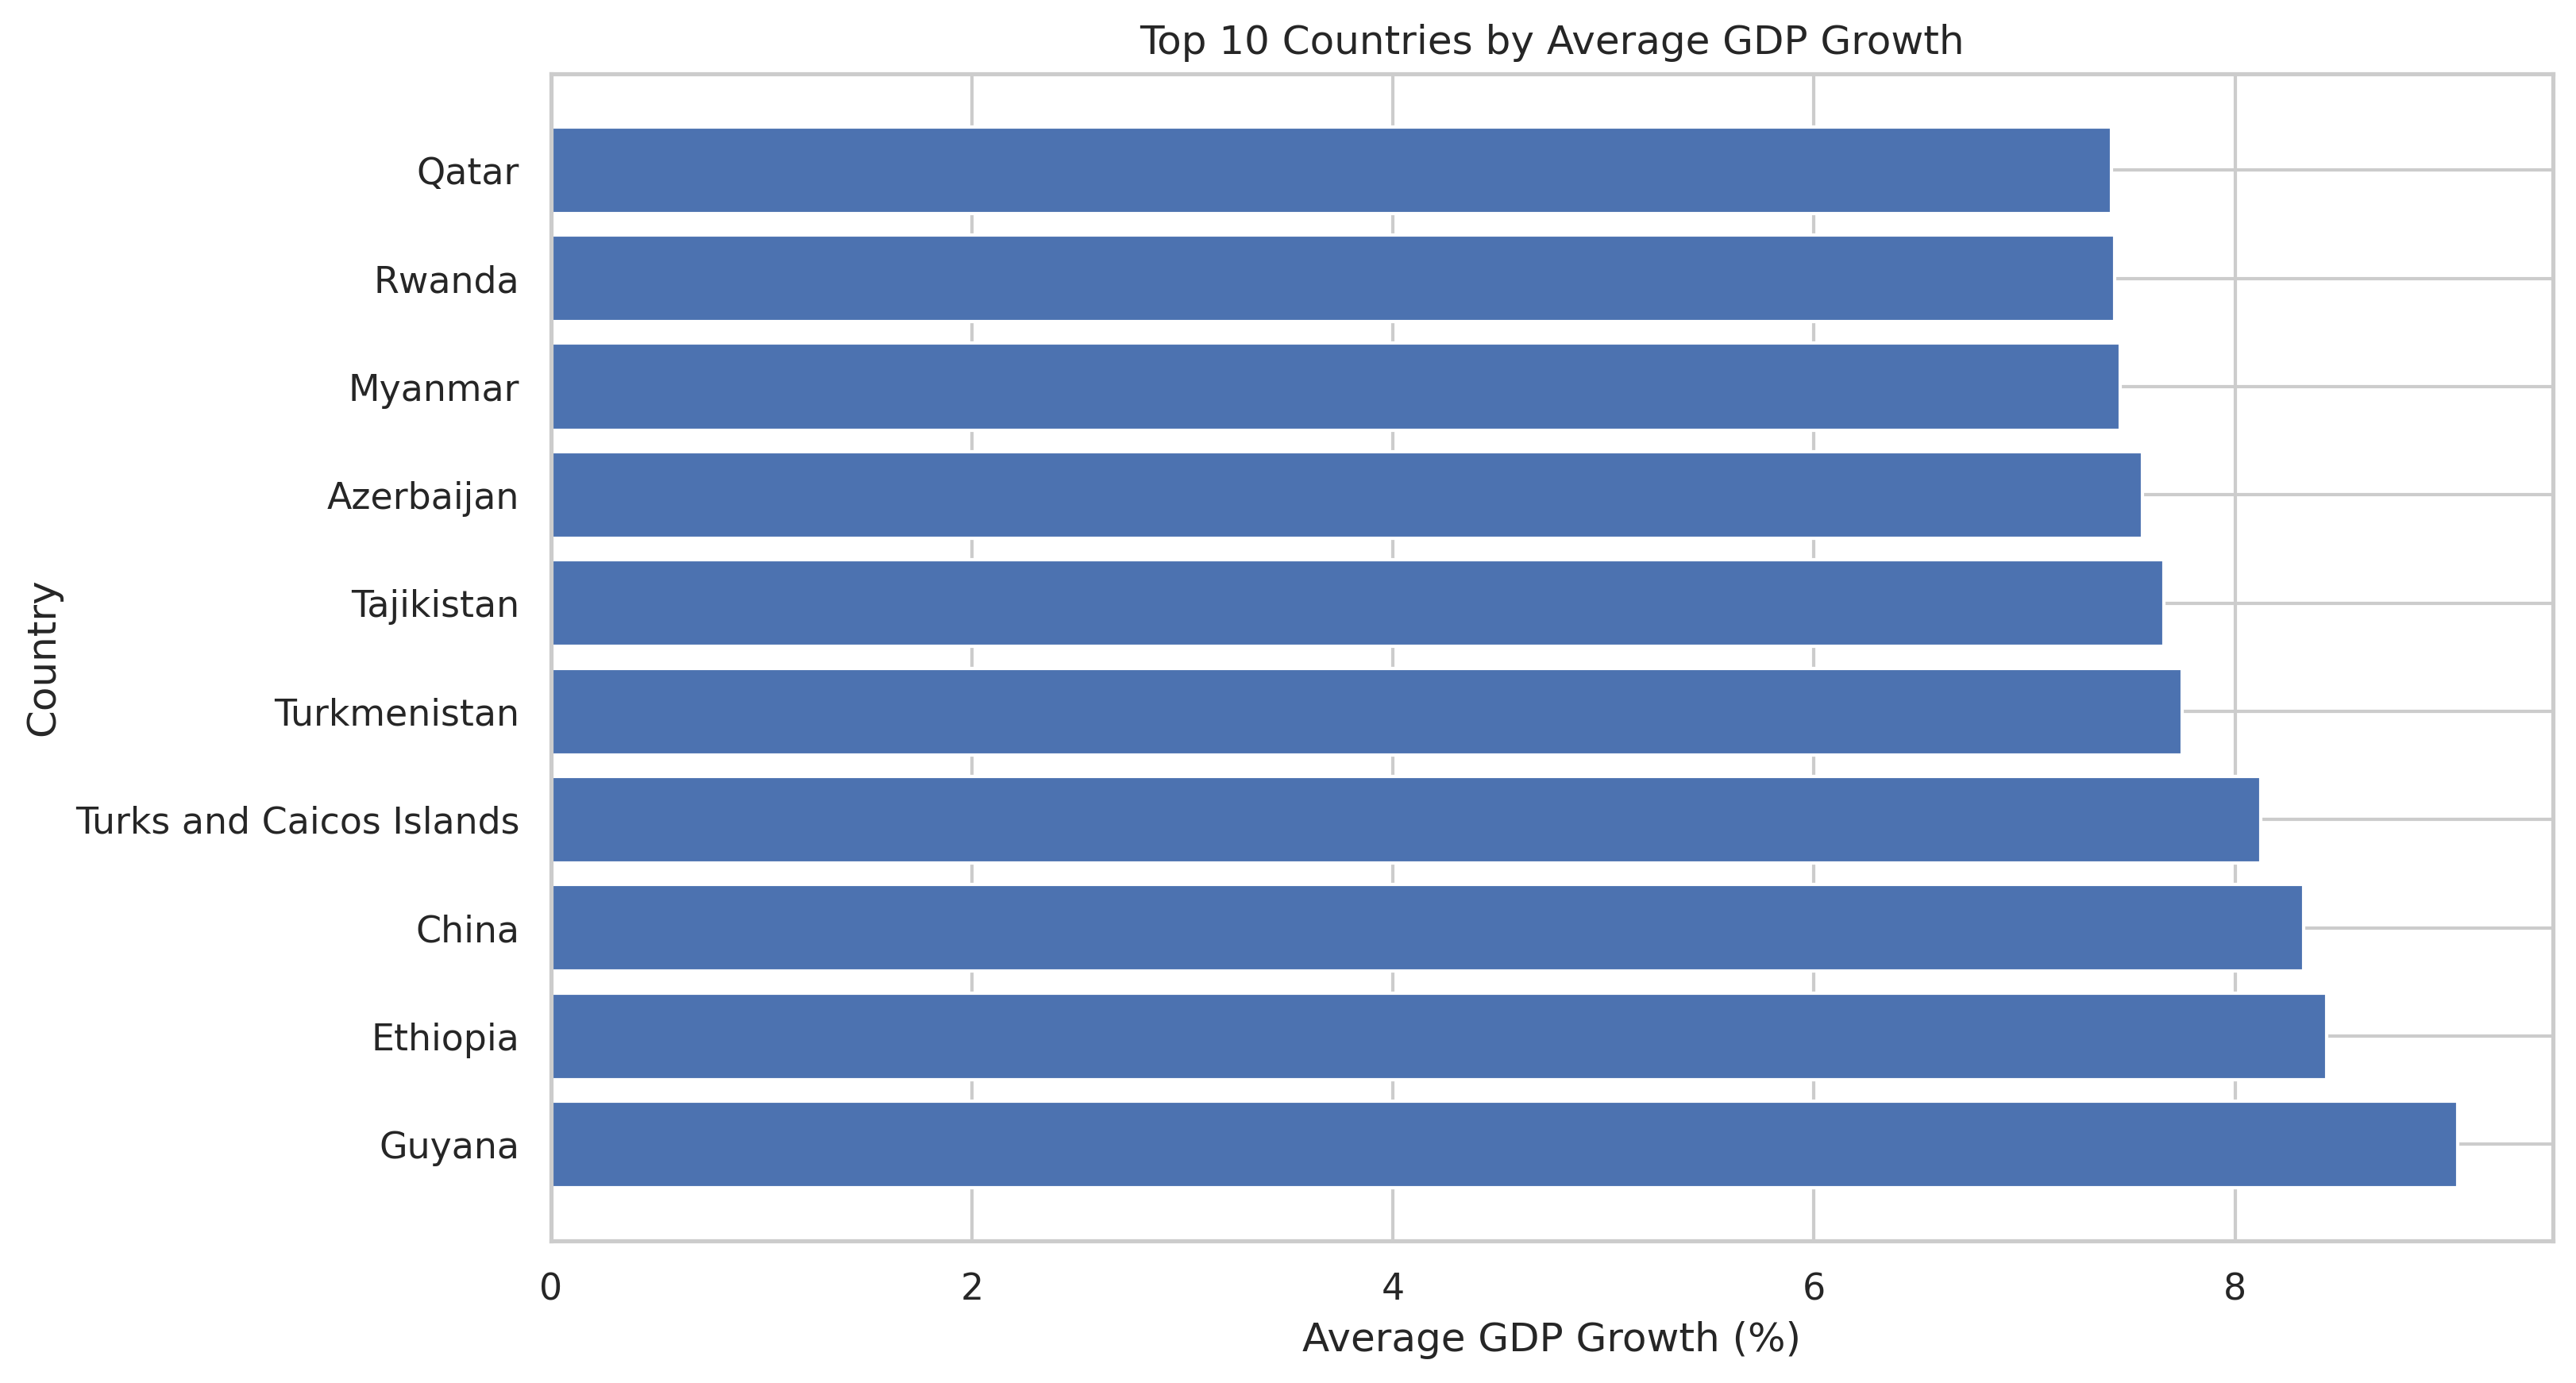 Top 10 Countries by Average GDP Growth
Country
Qatar
Rwanda
Myanmar
Azerbaijan
Tajikistan
Turkmenistan
Turks and Caicos Islands
China
Ethiopia
Guyana
0 2 4 6 8
Average GDP Growth (%)